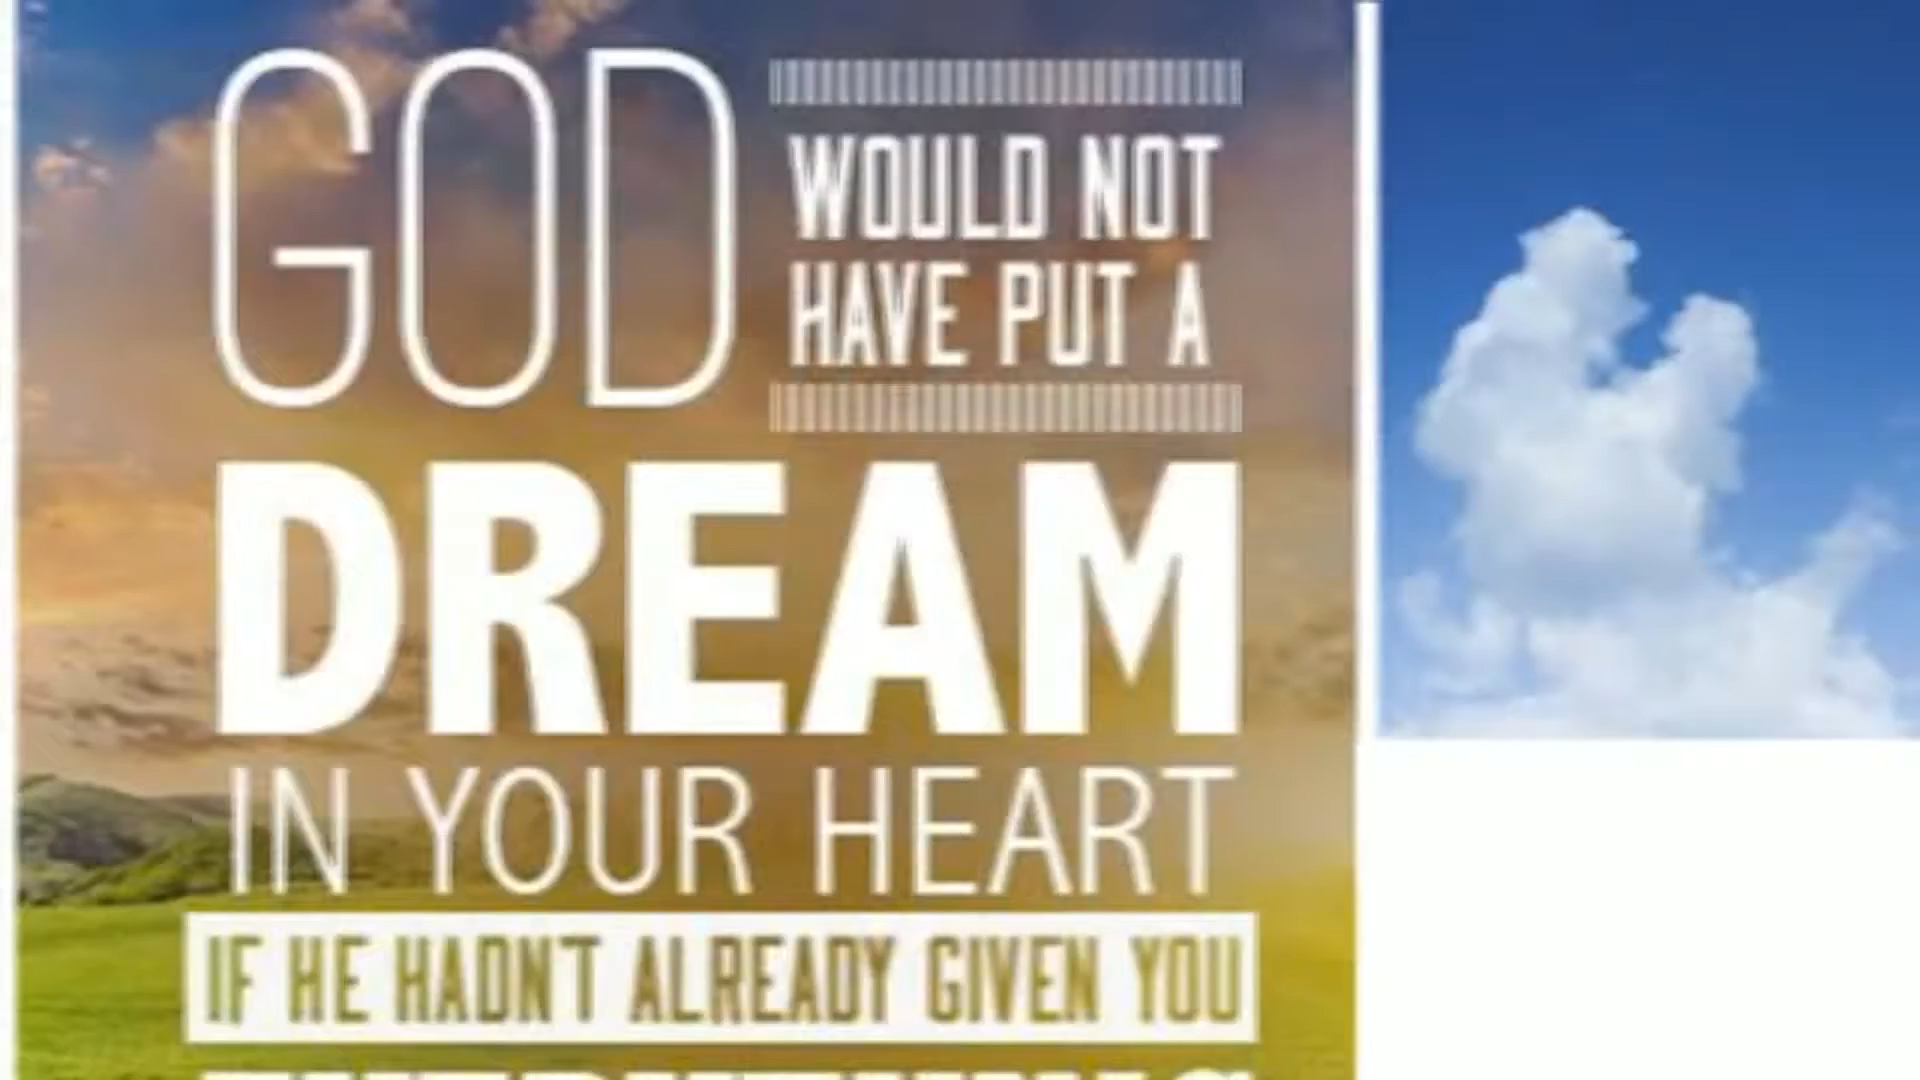 GOD
WOULD NOT
HAVE PUT A
DREAM
IN YOUR HEART
IF HE HADN'T ALREADY GIVEN YOU